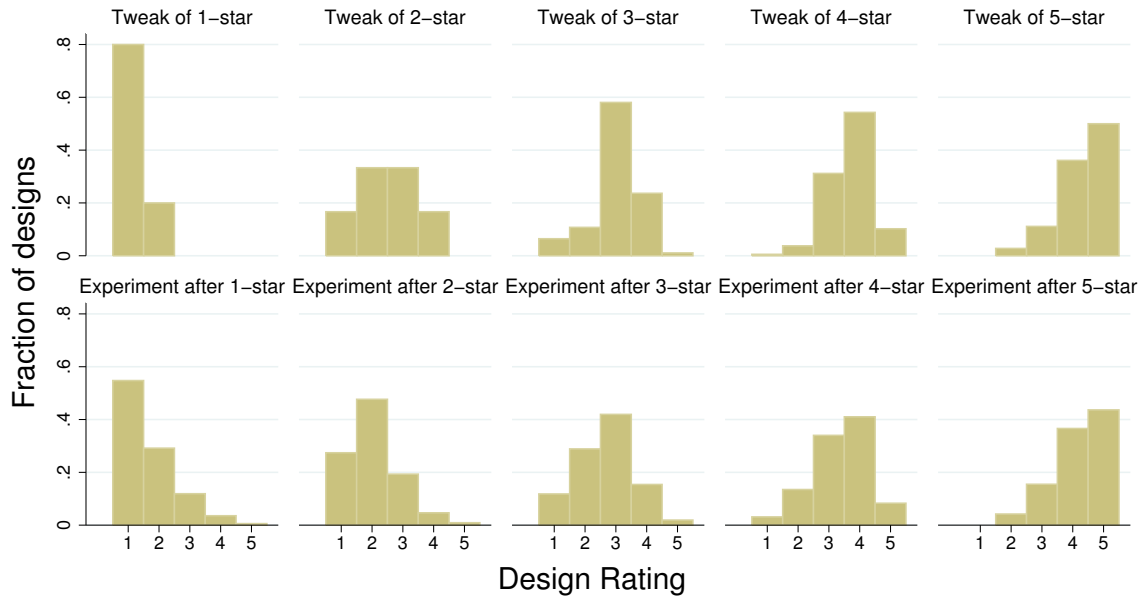 Tweak of 1−star Tweak of 2−star Tweak of 3−star Tweak of 4−star Tweak of 5−star
.8
.6
.4
.2
0
Experiment after 1−star Experiment after 2−star Experiment after 3−star Experiment after 4−star Experiment after 5−star
.8
.6
.4
.2
0
1 2 3 4 5 1 2 3 4 5 1 2 3 4 5 1 2 3 4 5 1 2 3 4 5
Fraction of designs
Design Rating